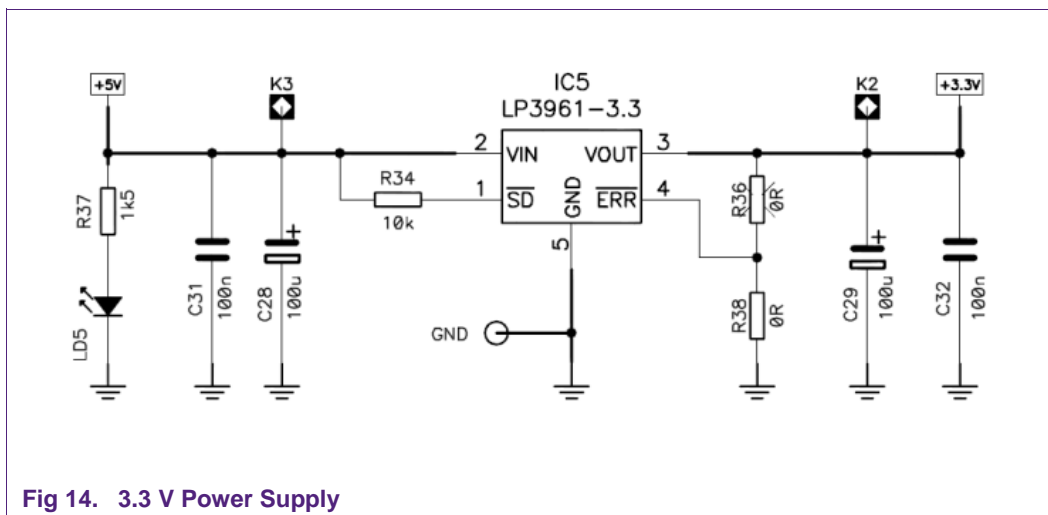 +5V
K3
IC5
LP3961-3.3
K2
+3.3V
2
VIN
VOUT
3
R34
10k
1
SD
GND
ERR
4
5
R37
1k5
LD5
C31
100n
C28
+
100u
GND
R36
0R
R38
0R
C29
+
100u
C32
100n
Fig 14. 3.3 V Power Supply